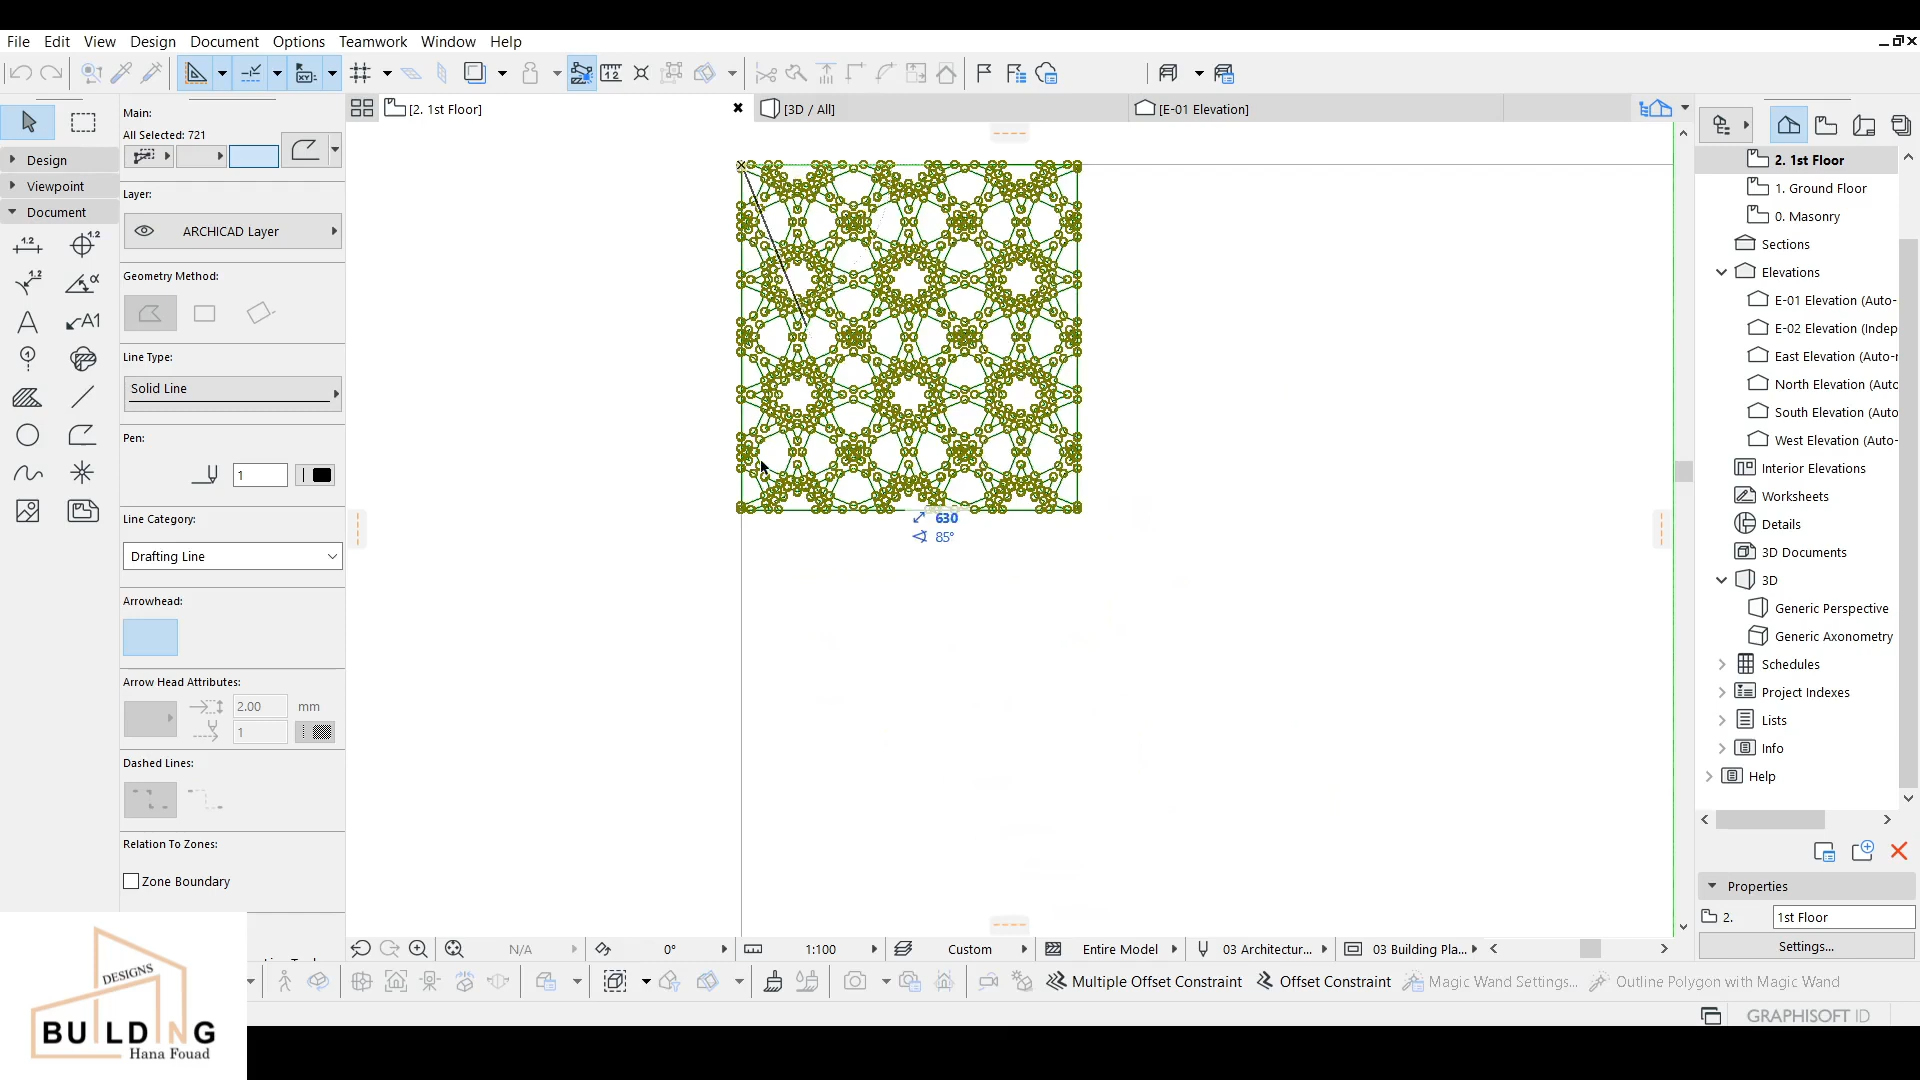 File Edit View Design Document Options Teamwork Window Help
[2. 1st Floor]
[3D / All]
[E-01 Elevation]
Main:
All Selected: 721
Layer:
ARCHICAD Layer
Geometry Method:
Line Type:
Solid Line
Pen:
1
Line Category:
Drafting Line
Arrowhead:
Arrow Head Attributes:
2.00 mm
1
Dashed Lines:
Relation To Zones:
Zone Boundary
Design
Viewpoint
Document
630
85°
2. 1st Floor
1. Ground Floor
0. Masonry
Sections
Elevations
E-01 Elevation (Auto-
E-02 Elevation (Indep
East Elevation (Auto-r
North Elevation (Auto
South Elevation (Auto
West Elevation (Auto-
Interior Elevations
Worksheets
Details
3D Documents
3D
Generic Perspective
Generic Axonometry
Schedules
Project Indexes
Lists
Info
Help
Properties
2. 1st Floor
Settings...
N/A 0° 1:100 Custom Entire Model 03 Architectur... 03 Building Pla...
Multiple Offset Constraint Offset Constraint Magic Wand Settings... Outline Polygon with Magic Wand
GRAPHISOFT ID
DESIGNS
BUILDING
Hana Fouad